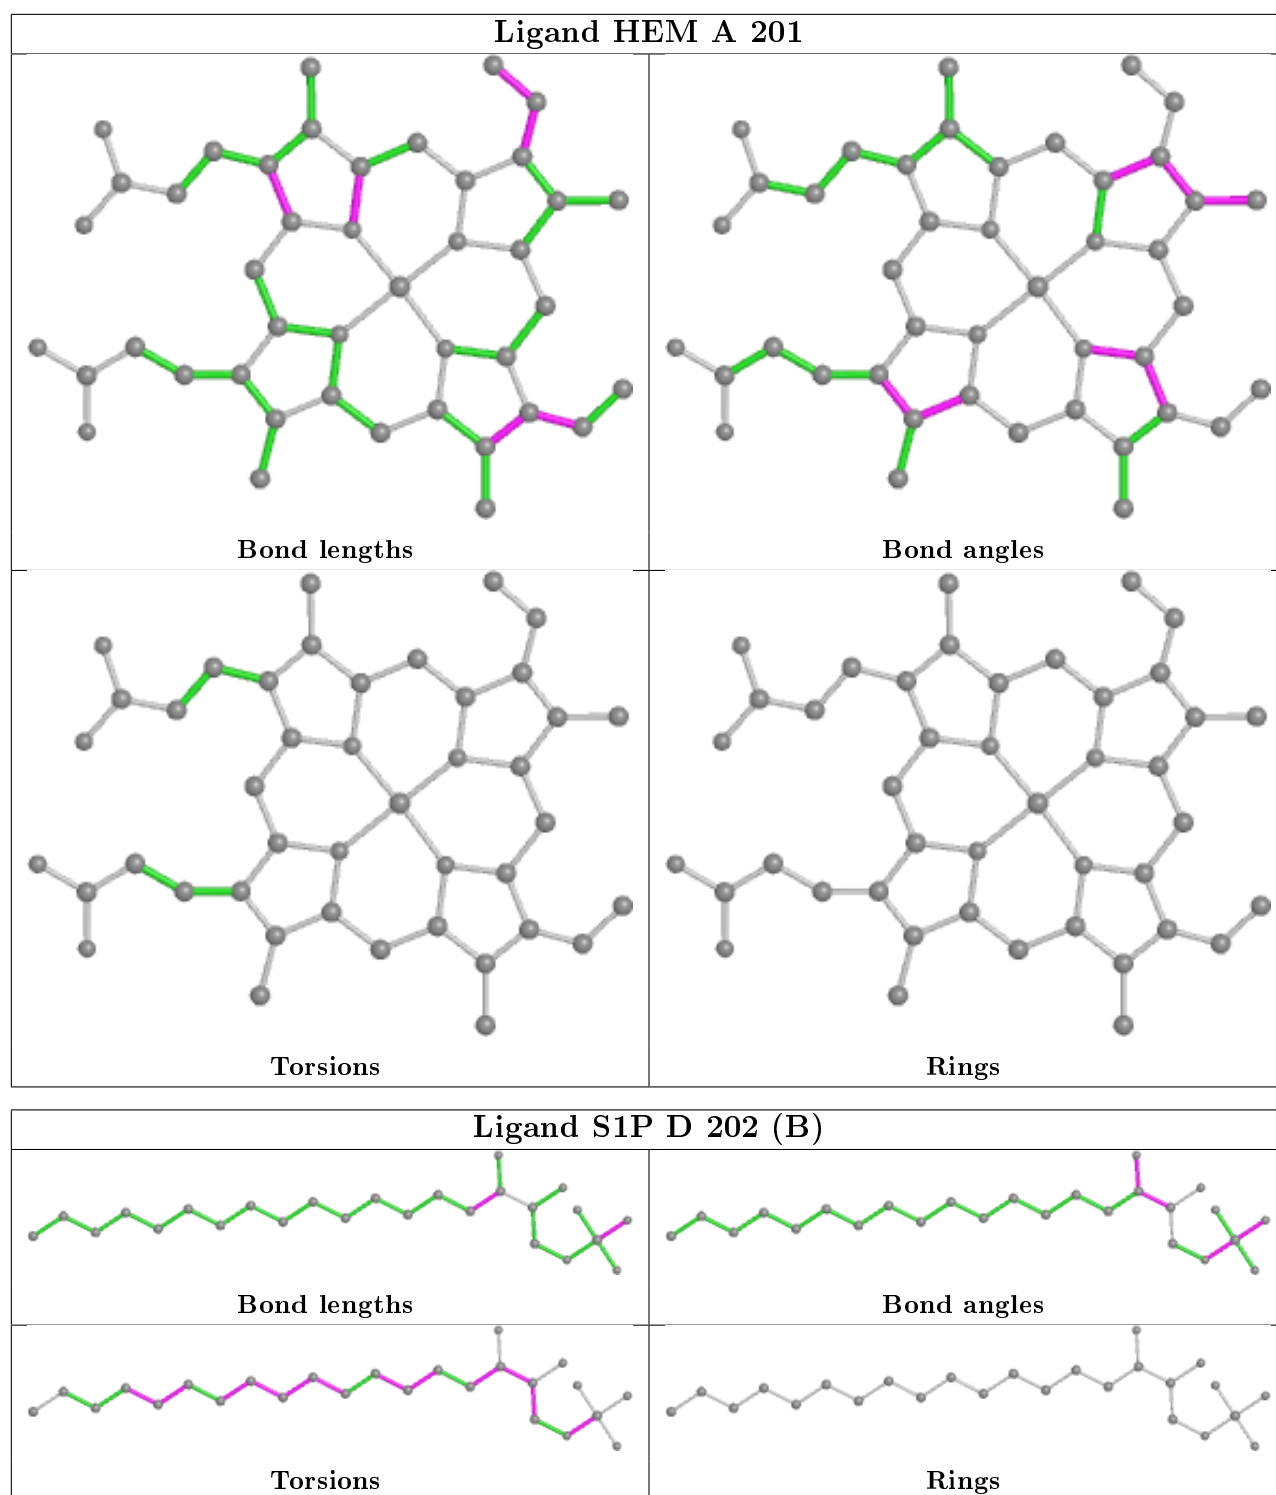 Ligand HEM A 201
Bond lengths
Bond angles
Torsions
Rings
Ligand S1P D 202 (B)
Bond lengths
Bond angles
Torsions
Rings